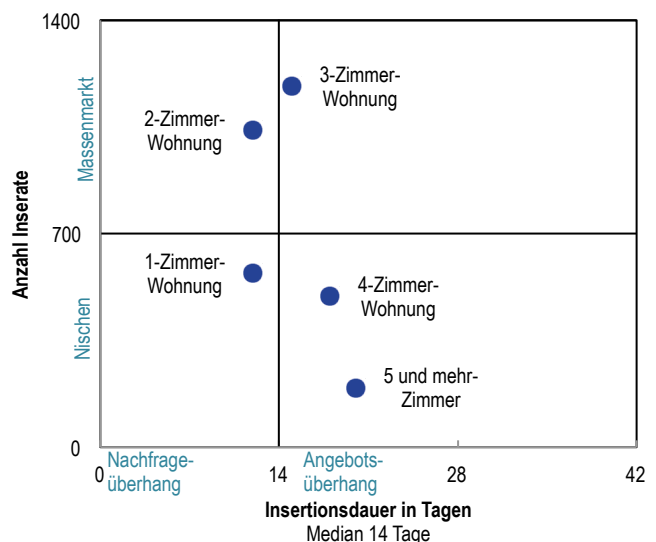 1400
3-Zimmer-
Wohnung
2-Zimmer-
Wohnung
Massenmarkt
700
Anzahl Inserate
1-Zimmer-
Wohnung
4-Zimmer-
Wohnung
Nischen
5 und mehr-
Zimmer
0
0
Nachfrage-
überhang
14
Angebots-
überhang
28
42
Insertionsdauer in Tagen
Median 14 Tage